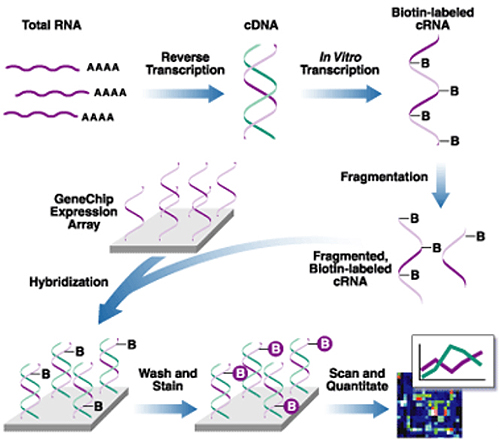 Total RNA
cDNA
Biotin-labeled
cRNA
Reverse
Transcription
In Vitro
Transcription
AAAA
AAAA
AAAA
B
B
B
B
Fragmentation
GeneChip
Expression
Array
B
B
B
Fragmented,
Biotin-labeled
cRNA
Hybridization
B
B
B
B
Wash and
Stain
B
B
B
B
Scan and
Quantitate